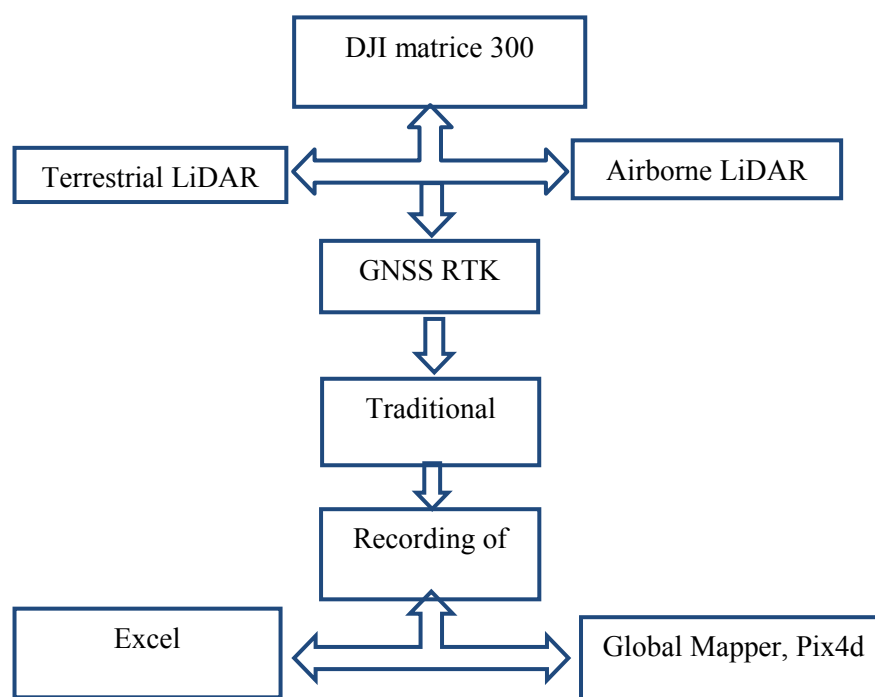 DJI matrice 300
Terrestrial LiDAR
Airborne LiDAR
GNSS RTK
Traditional
Recording of
Excel
Global Mapper, Pix4d